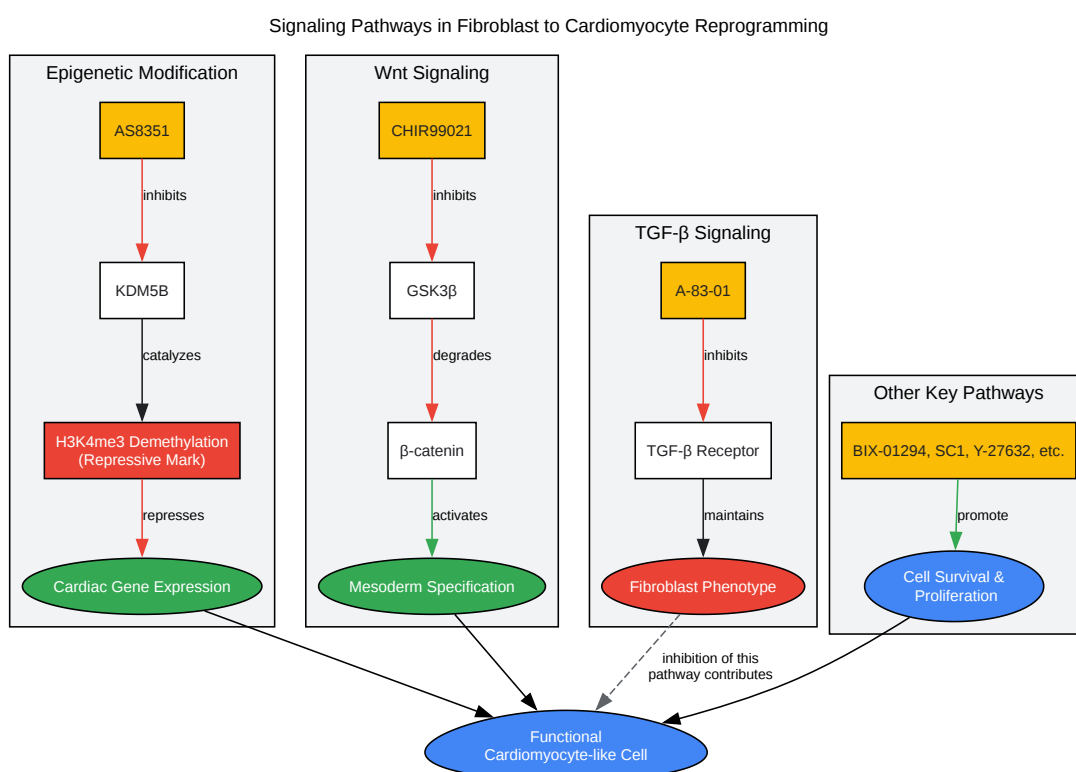 Signaling Pathways in Fibroblast to Cardiomyocyte Reprogramming
Epigenetic Modification
AS8351
inhibits
KDM5B
catalyzes
H3K4me3 Demethylation
(Repressive Mark)
represses
Cardiac Gene Expression
Wnt Signaling
CHIR99021
inhibits
GSK3β
degrades
β-catenin
activates
Mesoderm Specification
TGF-β Signaling
A-83-01
inhibits
TGF-β Receptor
maintains
Fibroblast Phenotype
Other Key Pathways
BIX-01294, SC1, Y-27632, etc.
promote
Cell Survival &
Proliferation
inhibition of this
pathway contributes
Functional
Cardiomyocyte-like Cell